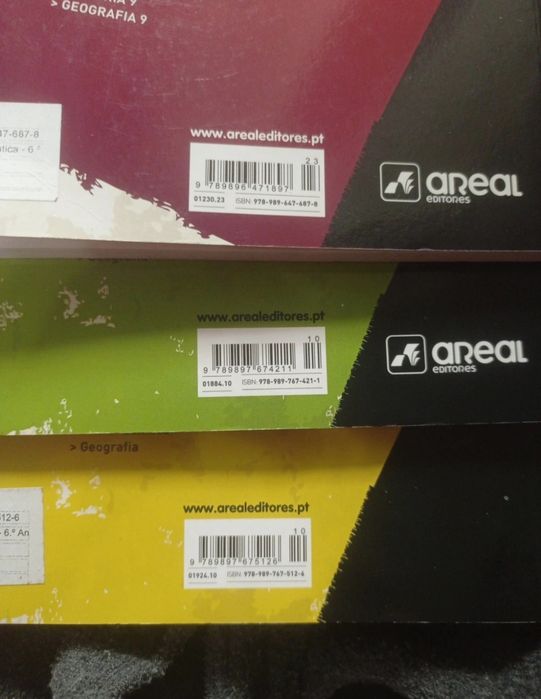 > GEOGRAFIA 9
47-687-8
ática - 6.º
www.arealeditores.pt
23
9 789896 471897
01230.23 ISBN: 978-989-647-687-8
aREAL
EDITORES
www.arealeditores.pt
10
9 789897 674211
01884.10 ISBN: 978-989-767-421-1
aREAL
EDITORES
> Geografia
512-6
- 6.º An
www.arealeditores.pt
10
9 789897 675126
01924.10 ISBN: 978-989-767-512-6